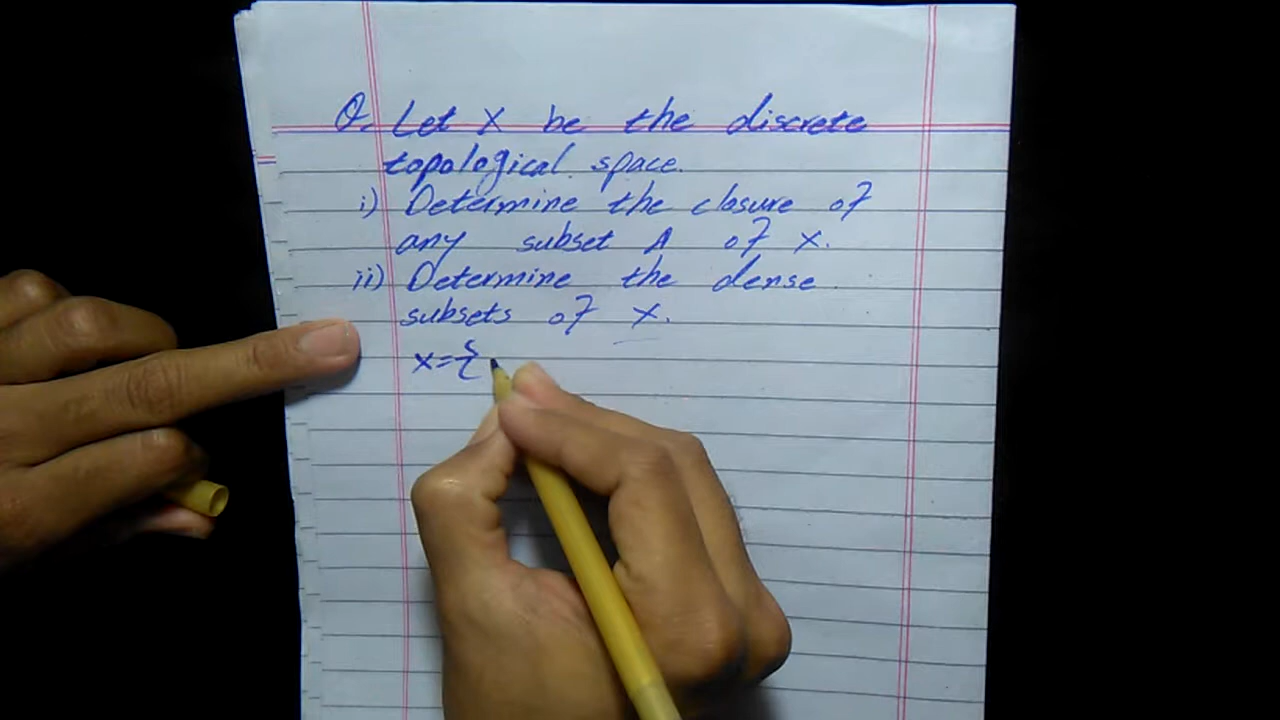 Q. Let X be the discrete
topological space.
i) Determine the closure of
any subset A of X.
ii) Determine the dense
subsets of X.
X={